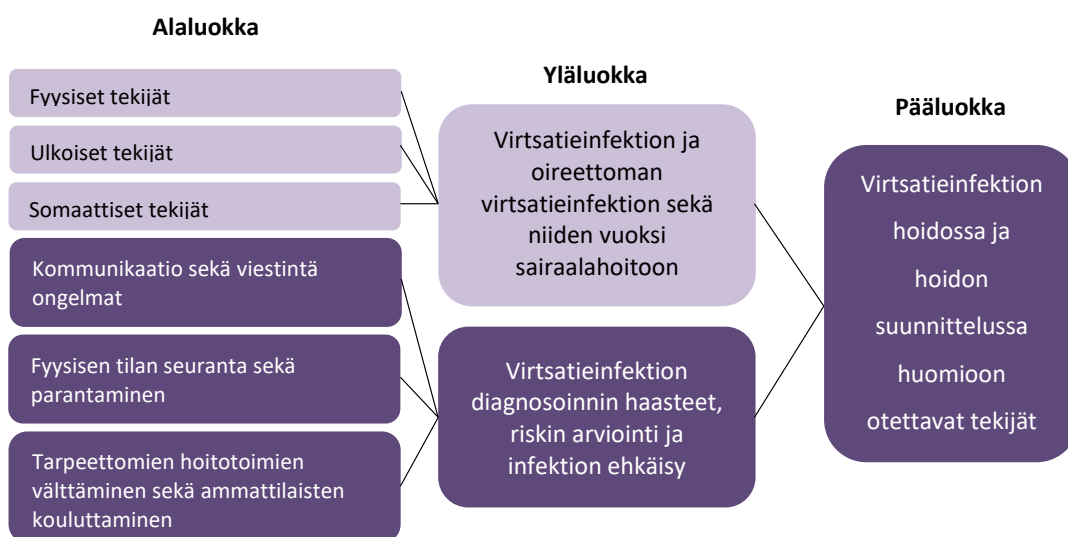 Alaluokka
Fyysiset tekijät
Ulkoiset tekijät
Somaattiset tekijät
Kommunikaatio sekä viestintä
ongelmat
Fyysisen tilan seuranta sekä
parantaminen
Tarpeettomien hoitotoimien
välttäminen sekä ammattilaisten
kouluttaminen
Yläluokka
Virtsatieinfektion ja
oireettoman
virtsatieinfektion sekä
niiden vuoksi
sairaalahoitoon
Virtsatieinfektion
diagnosoinnin haasteet,
riskin arviointi ja
infektion ehkäisy
Pääluokka
Virtsatieinfektion
hoidossa ja
hoidon
suunnittelussa
huomioon
otettavat tekijät